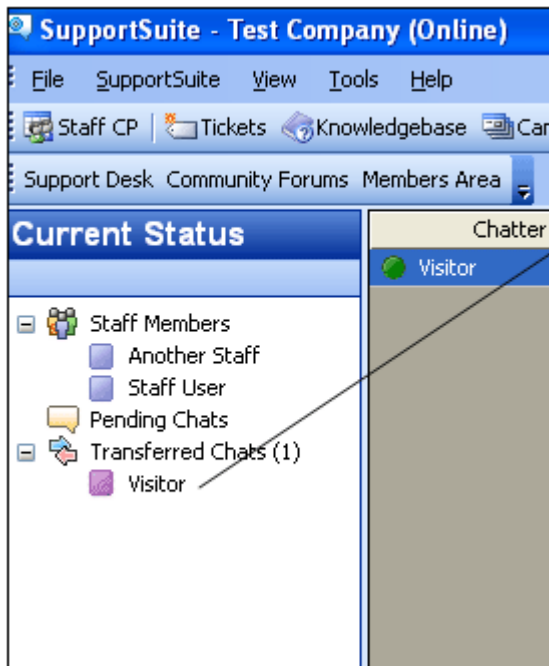 SupportSuite - Test Company (Online)
File SupportSuite View Tools Help
Staff CP Tickets Knowledgebase
Support Desk Community Forums Members Area
Current Status
Chatter
Visitor
Staff Members
Another Staff
Staff User
Pending Chats
Transferred Chats (1)
Visitor